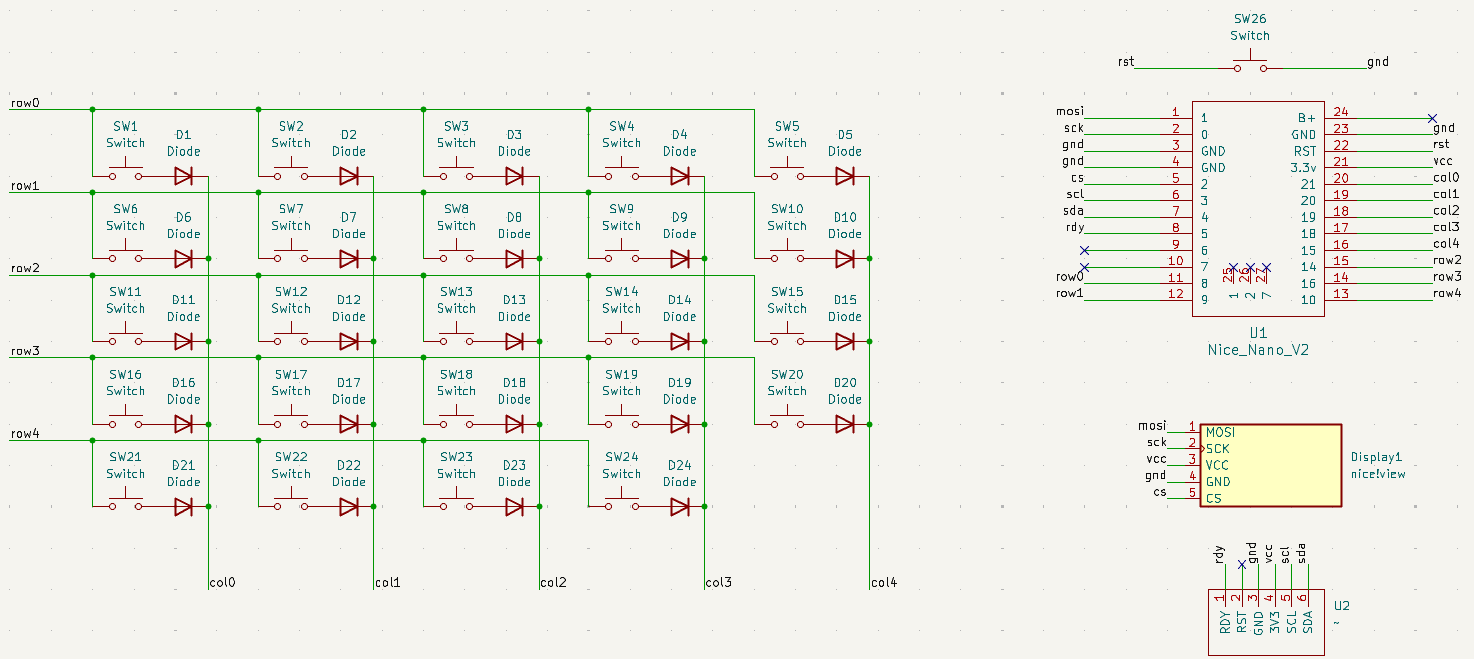 SW26
Switch
rst gnd
row0
SW1 D1 SW2 D2 SW3 D3 SW4 D4 SW5 D5
Switch Diode Switch Diode Switch Diode Switch Diode Switch Diode
row1
SW6 D6 SW7 D7 SW8 D8 SW9 D9 SW10 D10
Switch Diode Switch Diode Switch Diode Switch Diode Switch Diode
row2
SW11 D11 SW12 D12 SW13 D13 SW14 D14 SW15 D15
Switch Diode Switch Diode Switch Diode Switch Diode Switch Diode
row3
SW16 D16 SW17 D17 SW18 D18 SW19 D19 SW20 D20
Switch Diode Switch Diode Switch Diode Switch Diode Switch Diode
row4
SW21 D21 SW22 D22 SW23 D23 SW24 D24
Switch Diode Switch Diode Switch Diode Switch Diode
col0 col1 col2 col3 col4
mosi 1 1 B+ 24
sck 2 0 GND 23 gnd
gnd 3 GND RST 22 rst
gnd 4 GND 3.3v 21 vcc
cs 5 2 21 20 col0
scl 6 3 20 19 col1
sda 7 4 19 18 col2
rdy 8 5 18 17 col3
9 6 15 16 col4
10 7 14 15 row2
row0 11 8 16 14 row3
row1 12 9 10 13 row4
25 26 27
1 2 7
U1
Nice_Nano_V2
mosi 1 MOSI
sck 2 SCK
vcc 3 VCC
gnd 4 GND
cs 5 CS
Display1
nice!view
rdy gnd vcc scl sda
1 2 3 4 5 6
RDY RST GND 3V3 SCL SDA
U2
~